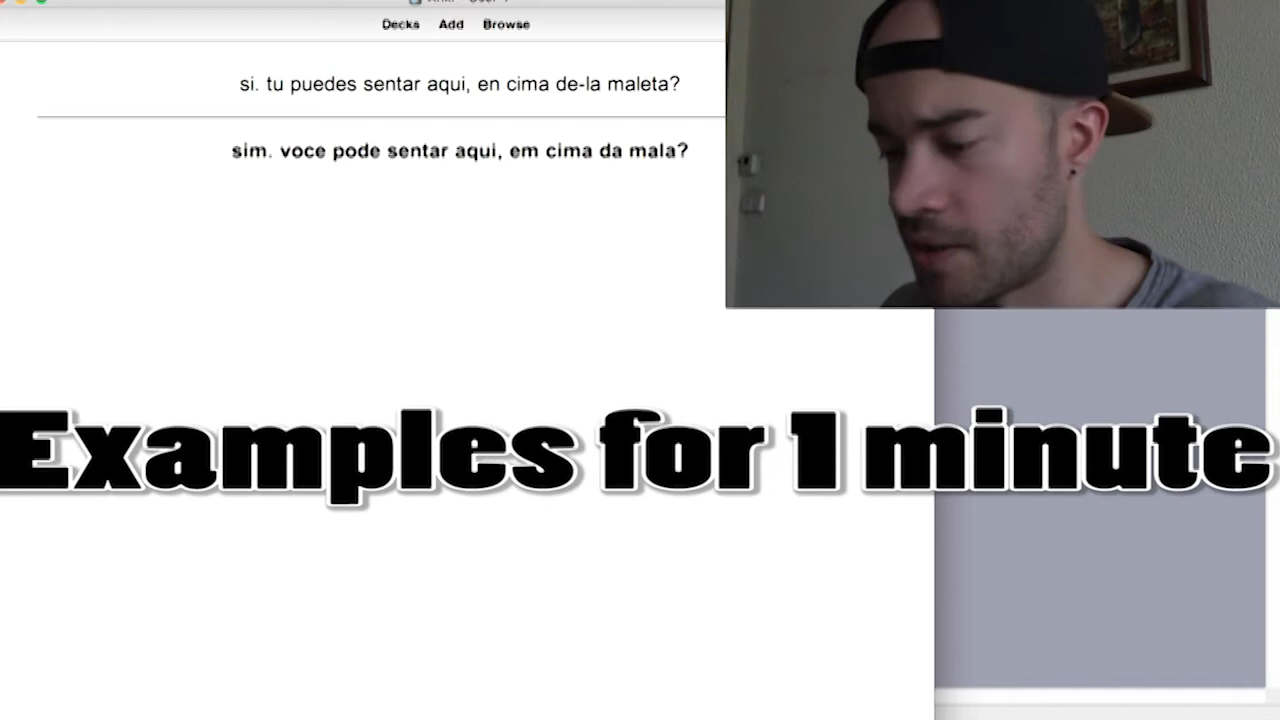 Decks Add Browse
si. tu puedes sentar aqui, en cima de-la maleta?
sim. voce pode sentar aqui, em cima da mala?
Examples for 1 minute